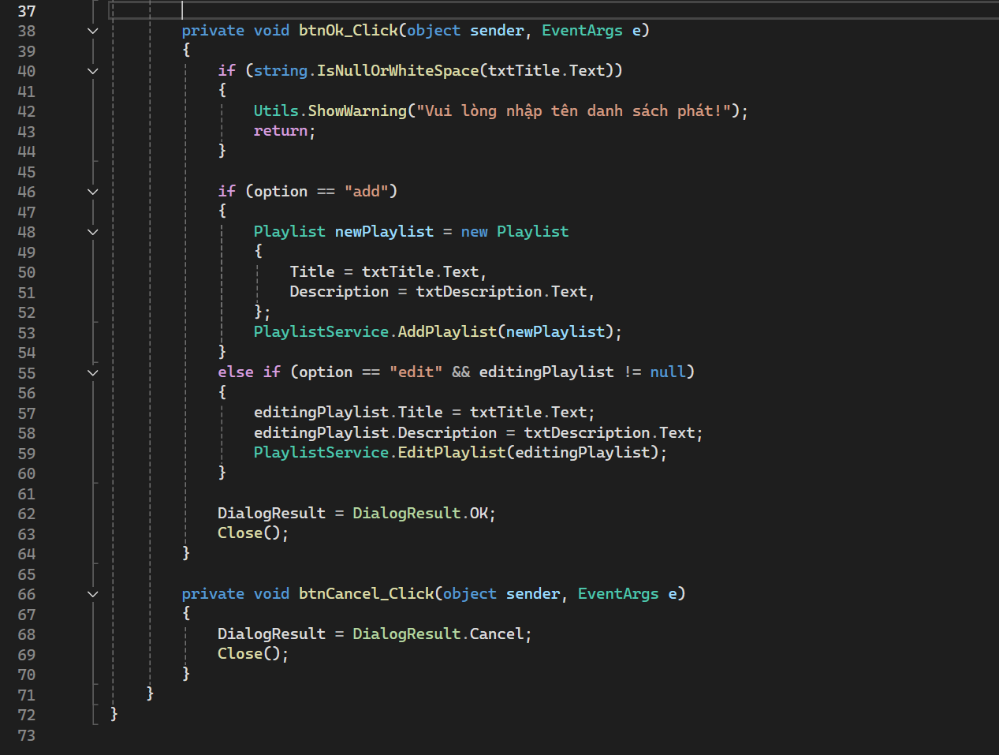 37
38 private void btnOk_Click(object sender, EventArgs e)
39 {
40 if (string.IsNullOrWhiteSpace(txtTitle.Text))
41 {
42 Utils.ShowWarning("Vui lòng nhập tên danh sách phát!");
43 return;
44 }
45
46 if (option == "add")
47 {
48 Playlist newPlaylist = new Playlist
49 {
50 Title = txtTitle.Text,
51 Description = txtDescription.Text,
52 };
53 PlaylistService.AddPlaylist(newPlaylist);
54 }
55 else if (option == "edit" && editingPlaylist != null)
56 {
57 editingPlaylist.Title = txtTitle.Text;
58 editingPlaylist.Description = txtDescription.Text;
59 PlaylistService.EditPlaylist(editingPlaylist);
60 }
61
62 DialogResult = DialogResult.OK;
63 Close();
64 }
65
66 private void btnCancel_Click(object sender, EventArgs e)
67 {
68 DialogResult = DialogResult.Cancel;
69 Close();
70 }
71 }
72 }
73